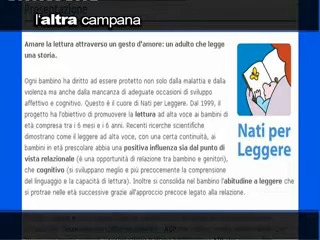 Presentazione
l'altra campana
Amare la lettura attraverso un gesto d'amore: un adulto che legge
una storia.
Ogni bambino ha diritto ad essere protetto non solo dalla malattia e dalla
violenza ma anche dalla mancanza di adeguate occasioni di sviluppo
affettivo e cognitivo. Questo è il cuore di Nati per Leggere. Dal 1999, il
progetto ha l'obiettivo di promuovere la lettura ad alta voce ai bambini di
età compresa tra i 6 mesi e i 6 anni. Recenti ricerche scientifiche
dimostrano come il leggere ad alta voce, con una certa continuità, ai
bambini in età prescolare abbia una positiva influenza sia dal punto di
vista relazionale (è una opportunità di relazione tra bambino e genitori),
che cognitivo (si sviluppano meglio e più precocemente la comprensione
del linguaggio e la capacità di lettura). Inoltre si consolida nel bambino l'abitudine a leggere che
si protrae nelle età successive grazie all'approccio precoce legato alla relazione.
Nati per
Leggere